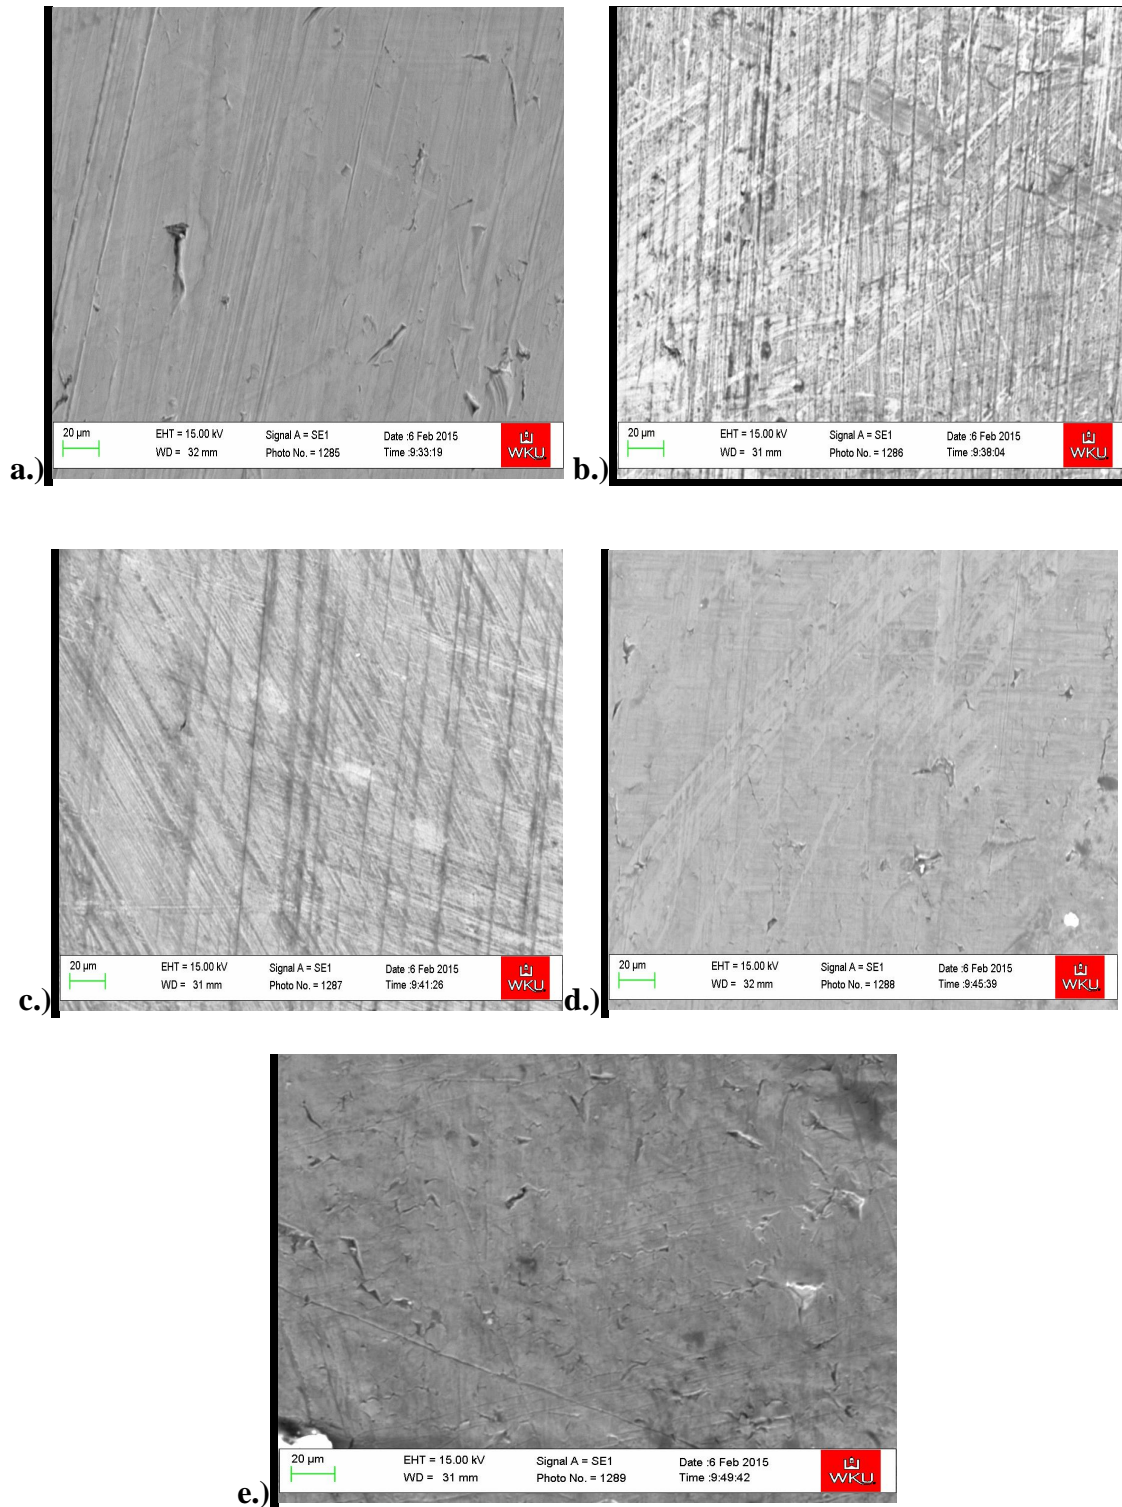 20 µm EHT = 15.00 kV Signal A = SE1 Date :6 Feb 2015
WD = 32 mm Photo No. = 1285 Time :9:33:19 WKU
a.)
20 µm EHT = 15.00 kV Signal A = SE1 Date :6 Feb 2015
WD = 31 mm Photo No. = 1286 Time :9:38:04 WKU
b.)
20 µm EHT = 15.00 kV Signal A = SE1 Date :6 Feb 2015
WD = 31 mm Photo No. = 1287 Time :9:41:26 WKU
c.)
20 µm EHT = 15.00 kV Signal A = SE1 Date :6 Feb 2015
WD = 32 mm Photo No. = 1288 Time :9:45:39 WKU
d.)
20 µm EHT = 15.00 kV Signal A = SE1 Date :6 Feb 2015
WD = 31 mm Photo No. = 1289 Time :9:49:42 WKU
e.)